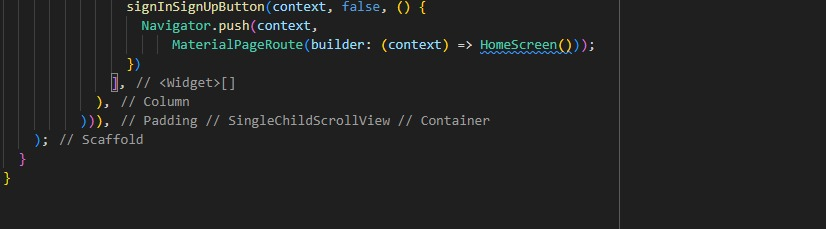 signInSignUpButton(context, false, () {
Navigator.push(context,
MaterialPageRoute(builder: (context) => HomeScreen()));
})
], // <Widget>[]
), // Column
))), // Padding // SingleChildScrollView // Container
); // Scaffold
}
}